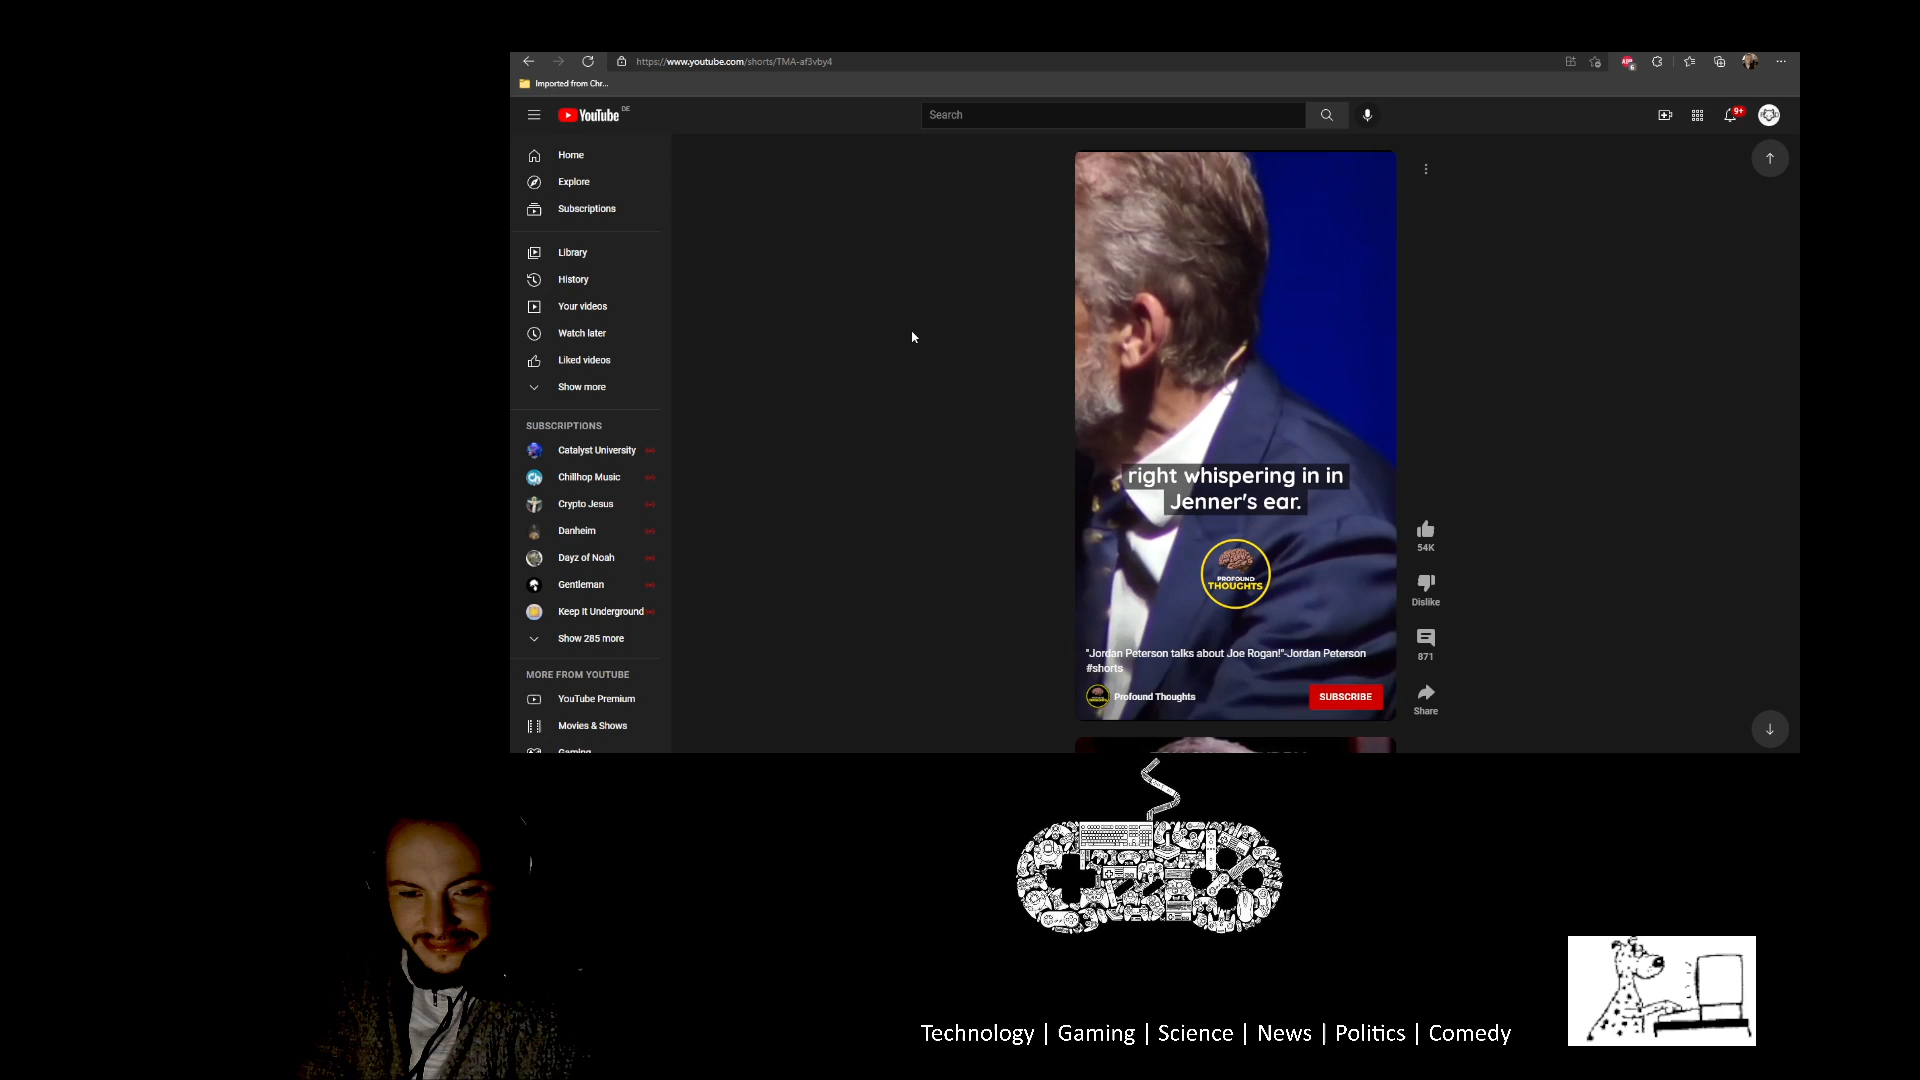 https://www.youtube.com/shorts/TMA-af3vby4
Imported from Chr...
YouTube DE
Search
9+
Home
Explore
Subscriptions
Library
History
Your videos
Watch later
Liked videos
Show more
SUBSCRIPTIONS
Catalyst University
Chillhop Music
Crypto Jesus
Danheim
Dayz of Noah
Gentleman
Keep It Underground
Show 285 more
MORE FROM YOUTUBE
YouTube Premium
Movies & Shows
Gaming
right whispering in in
Jenner's ear.
PROFOUND
THOUGHTS
"Jordan Peterson talks about Joe Rogan!"-Jordan Peterson
#shorts
Profound Thoughts
SUBSCRIBE
54K
Dislike
871
Share
Technology | Gaming | Science | News | Politics | Comedy